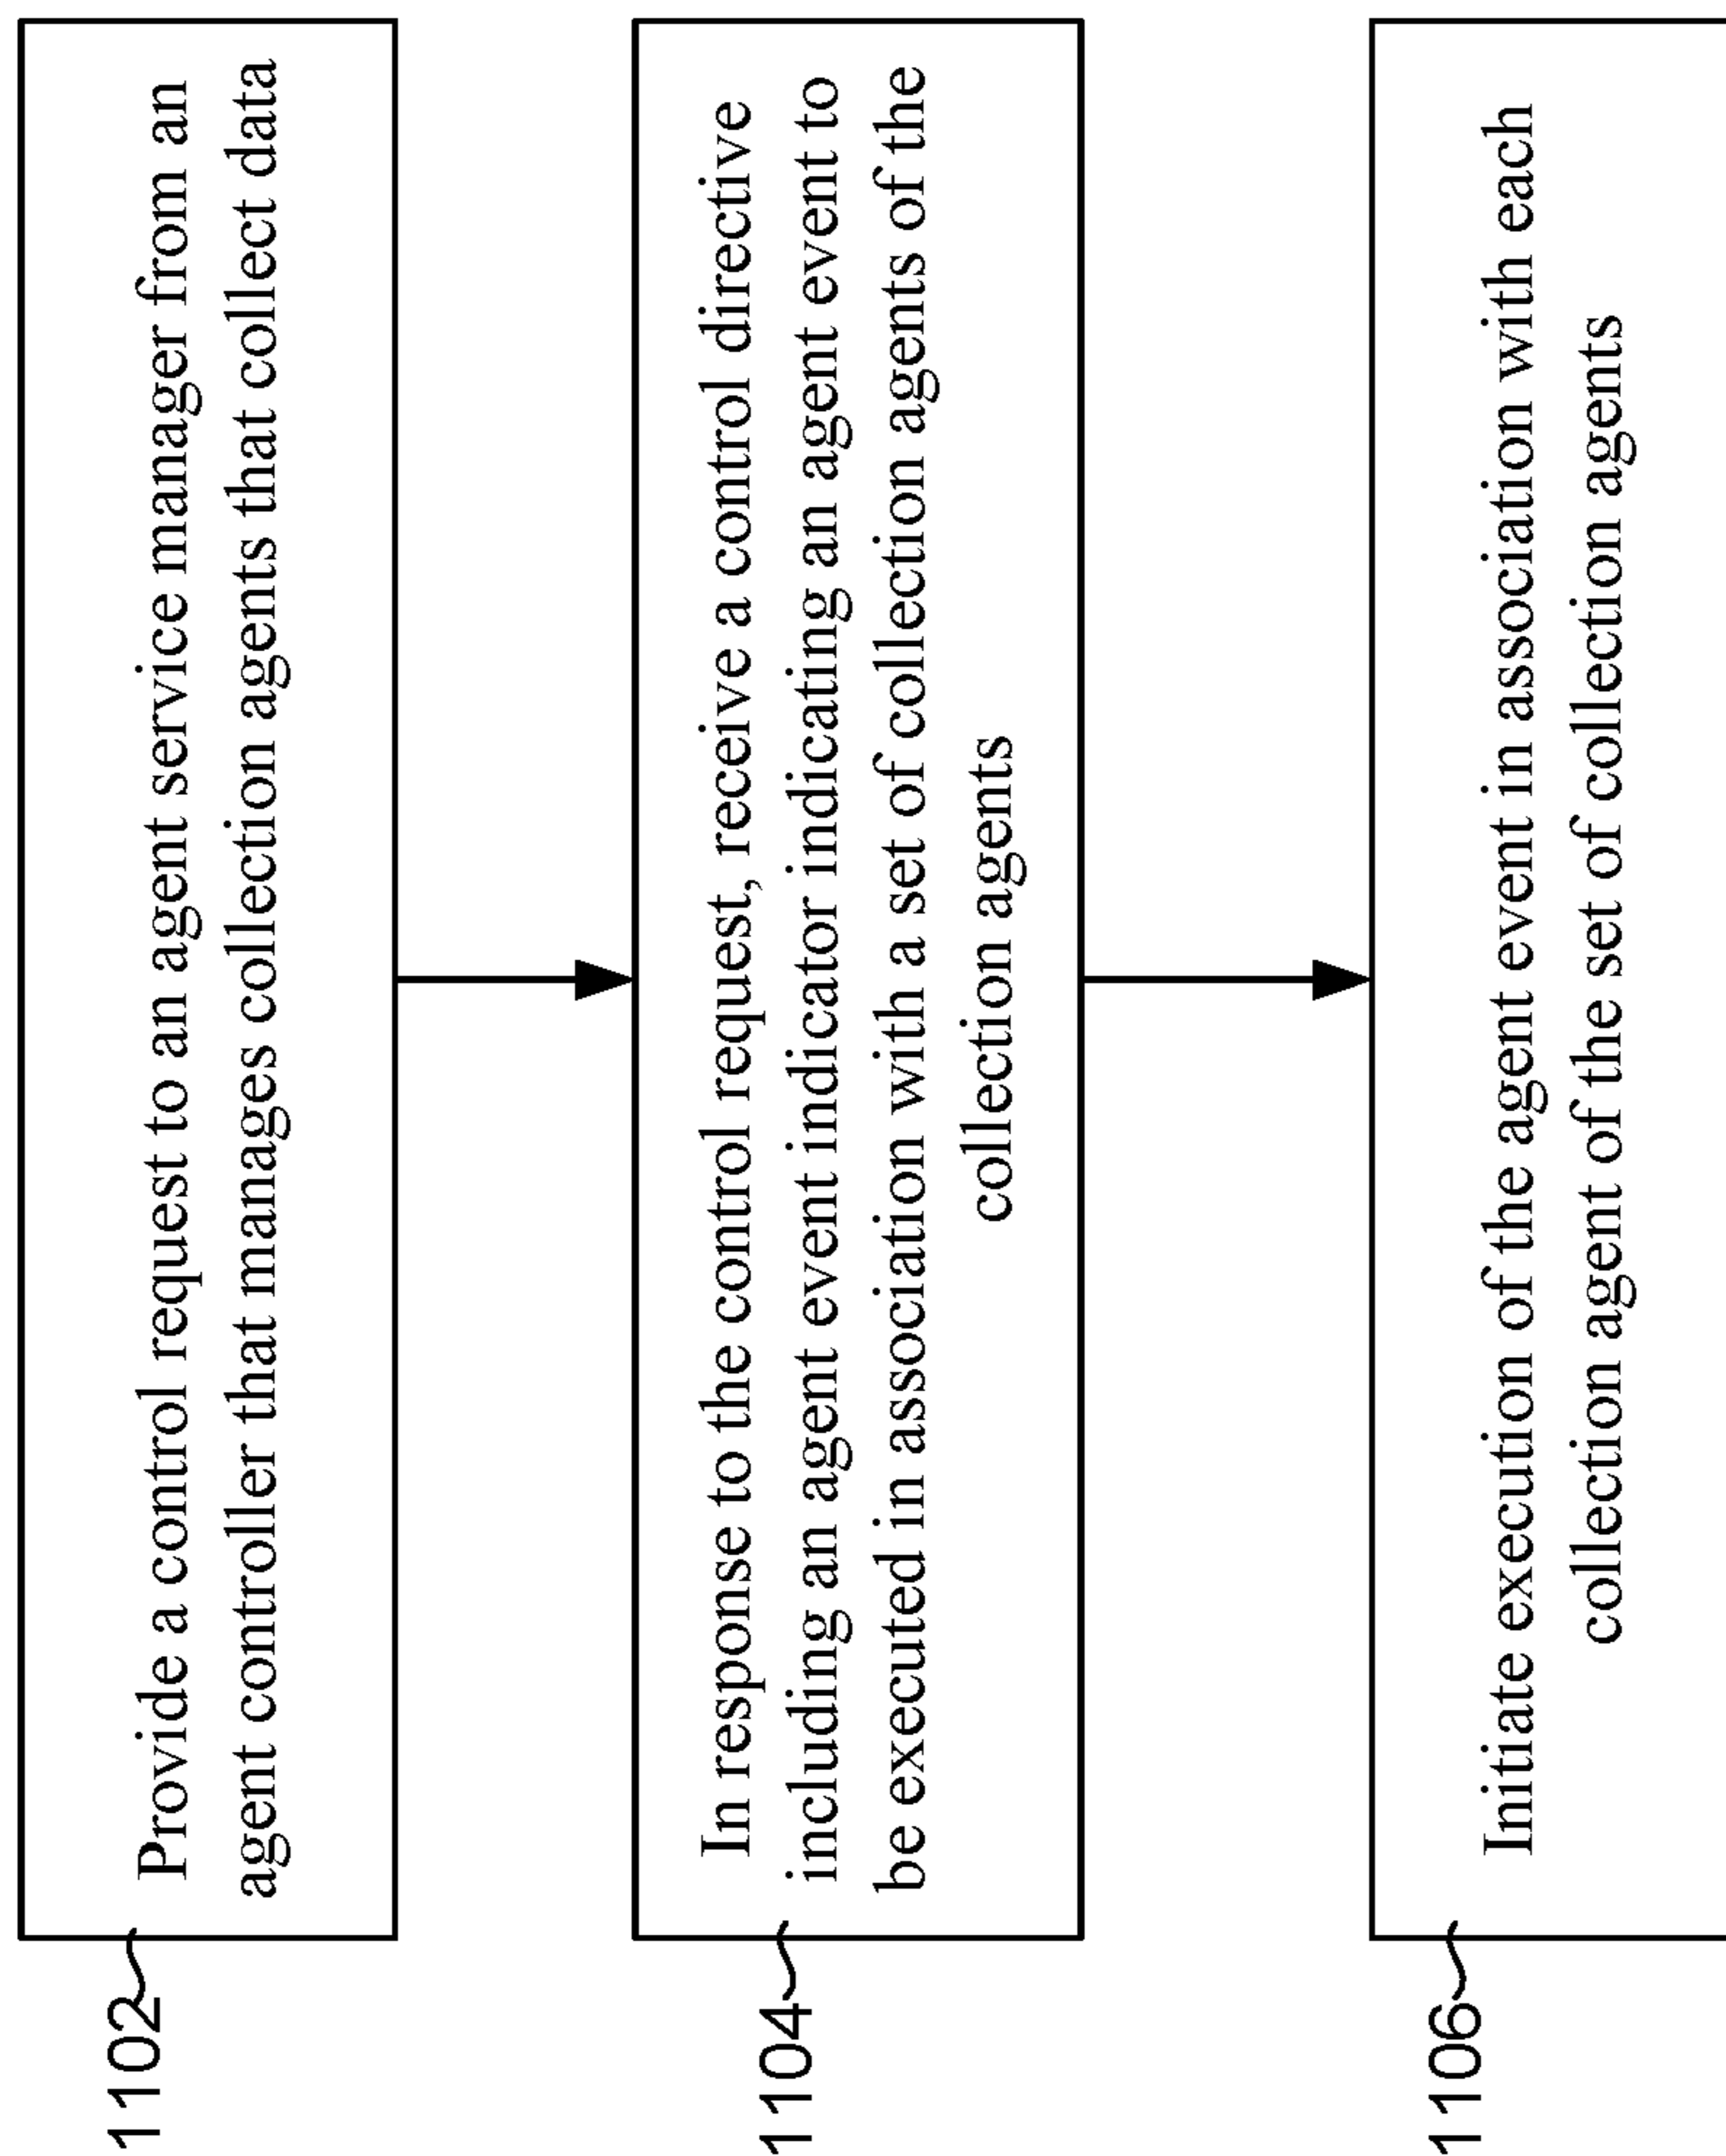 1102
Provide a control request to an agent service manager from an
agent controller that manages collection agents that collect data
1104
In response to the control request, receive a control directive
including an agent event indicator indicating an agent event to
be executed in association with a set of collection agents of the
collection agents
1106
Initiate execution of the agent event in association with each
collection agent of the set of collection agents